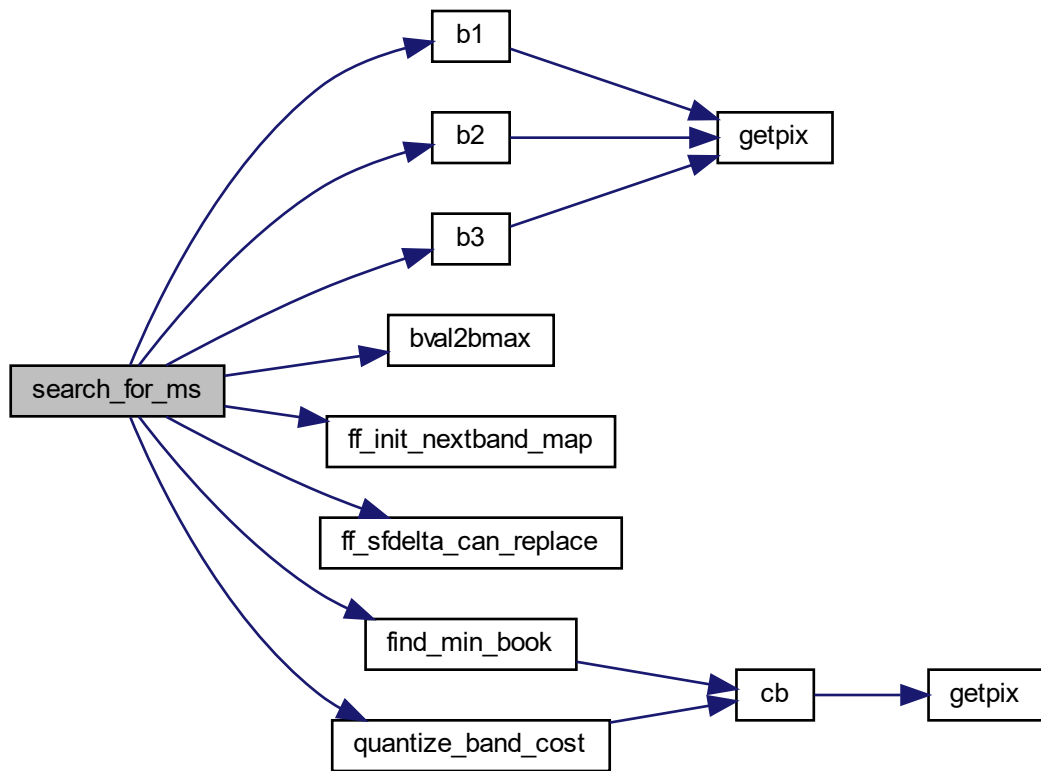 b1
b2
getpix
b3
bval2bmax
search_for_ms
ff_init_nextband_map
ff_sfdelta_can_replace
find_min_book
cb
getpix
quantize_band_cost